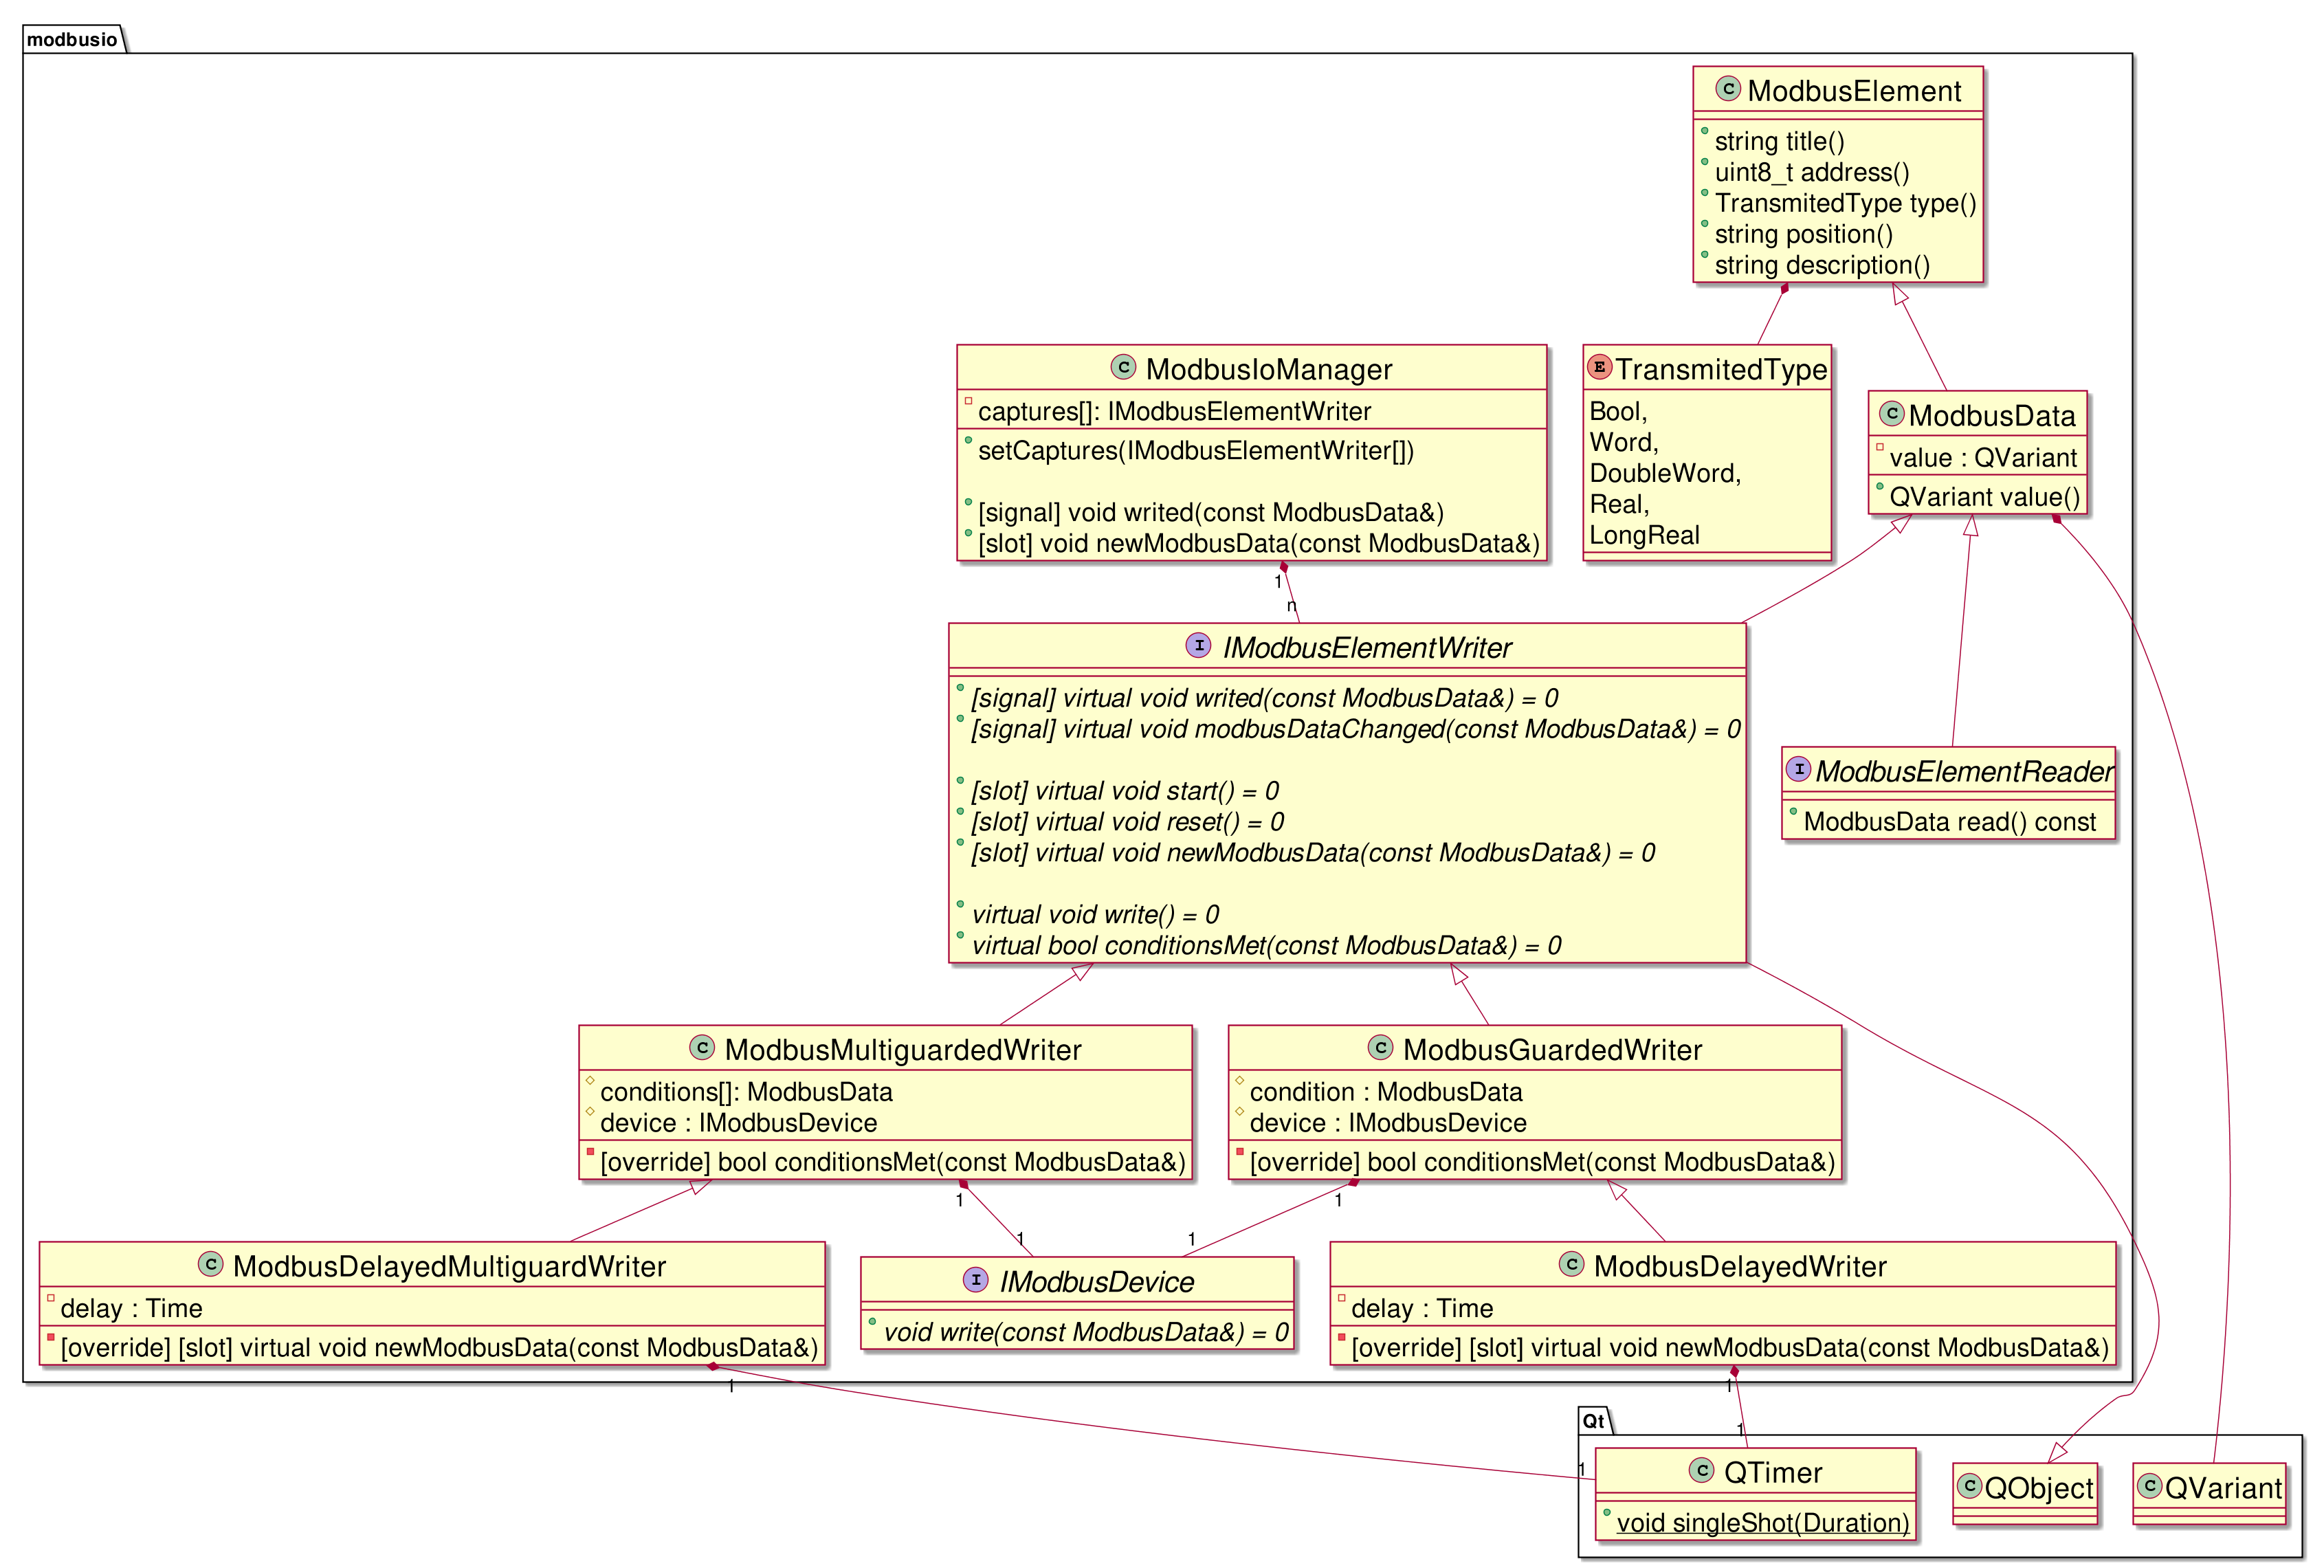 modbusio
C ModbusElement
string title()
uint8_t address()
TransmitedType type()
string position()
string description()
C ModbusIoManager
captures[]: IModbusElementWriter
setCaptures(IModbusElementWriter[])
[signal] void writed(const ModbusData&)
[slot] void newModbusData(const ModbusData&)
E TransmitedType
Bool,
Word,
DoubleWord,
Real,
LongReal
C ModbusData
value : QVariant
QVariant value()
1
n
I IModbusElementWriter
[signal] virtual void writed(const ModbusData&) = 0
[signal] virtual void modbusDataChanged(const ModbusData&) = 0
[slot] virtual void start() = 0
[slot] virtual void reset() = 0
[slot] virtual void newModbusData(const ModbusData&) = 0
virtual void write() = 0
virtual bool conditionsMet(const ModbusData&) = 0
I ModbusElementReader
ModbusData read() const
C ModbusMultiguardedWriter
conditions[]: ModbusData
device : IModbusDevice
[override] bool conditionsMet(const ModbusData&)
C ModbusGuardedWriter
condition : ModbusData
device : IModbusDevice
[override] bool conditionsMet(const ModbusData&)
1
1
1
1
C ModbusDelayedMultiguardWriter
delay : Time
[override] [slot] virtual void newModbusData(const ModbusData&)
I IModbusDevice
void write(const ModbusData&) = 0
C ModbusDelayedWriter
delay : Time
[override] [slot] virtual void newModbusData(const ModbusData&)
1
1
Qt
1
1
C QTimer
void singleShot(Duration)
C QObject
C QVariant